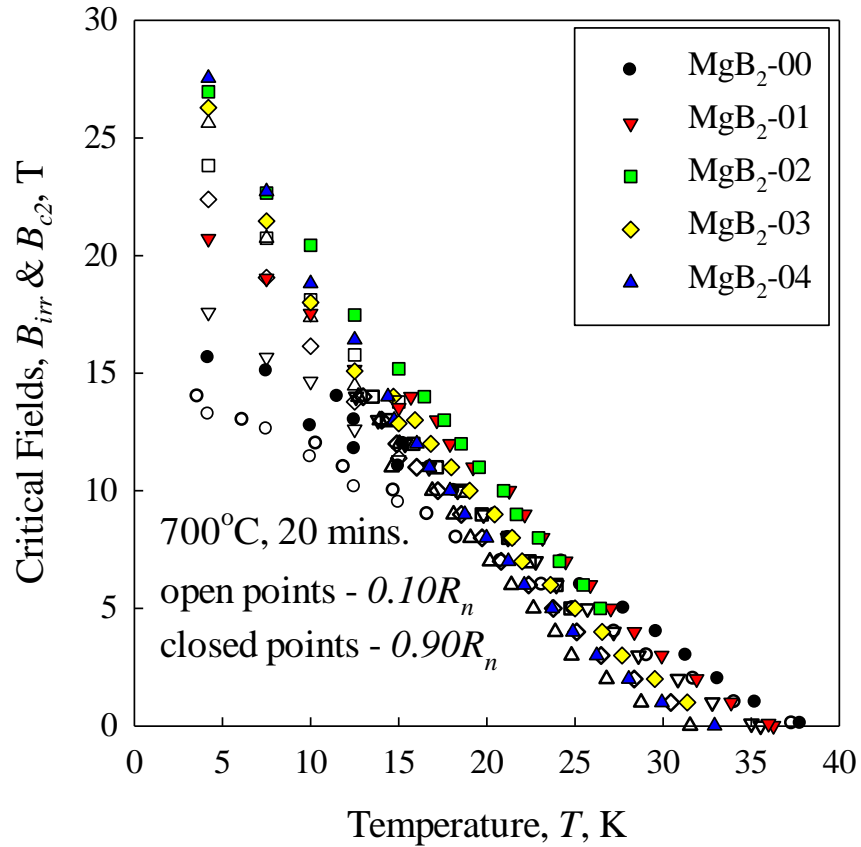 30
25
20
15
10
5
0
Critical Fields, B_irr & B_c2, T
MgB₂-00
MgB₂-01
MgB₂-02
MgB₂-03
MgB₂-04
700°C, 20 mins.
open points - 0.10Rₙ
closed points - 0.90Rₙ
0 5 10 15 20 25 30 35 40
Temperature, T, K